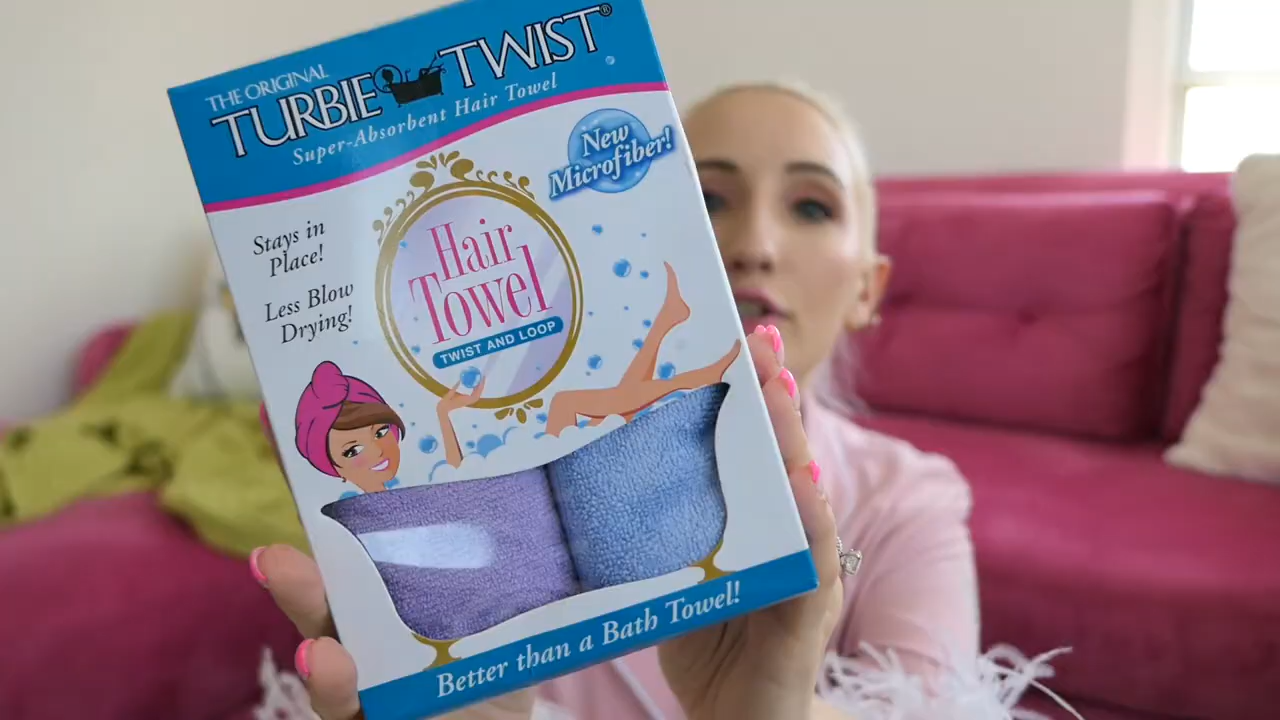 THE ORIGINAL
TURBIE TWIST®
Super-Absorbent Hair Towel
New
Microfiber!
Stays in
Place!
Less Blow
Drying!
Hair
Towel
TWIST AND LOOP
Better than a Bath Towel!